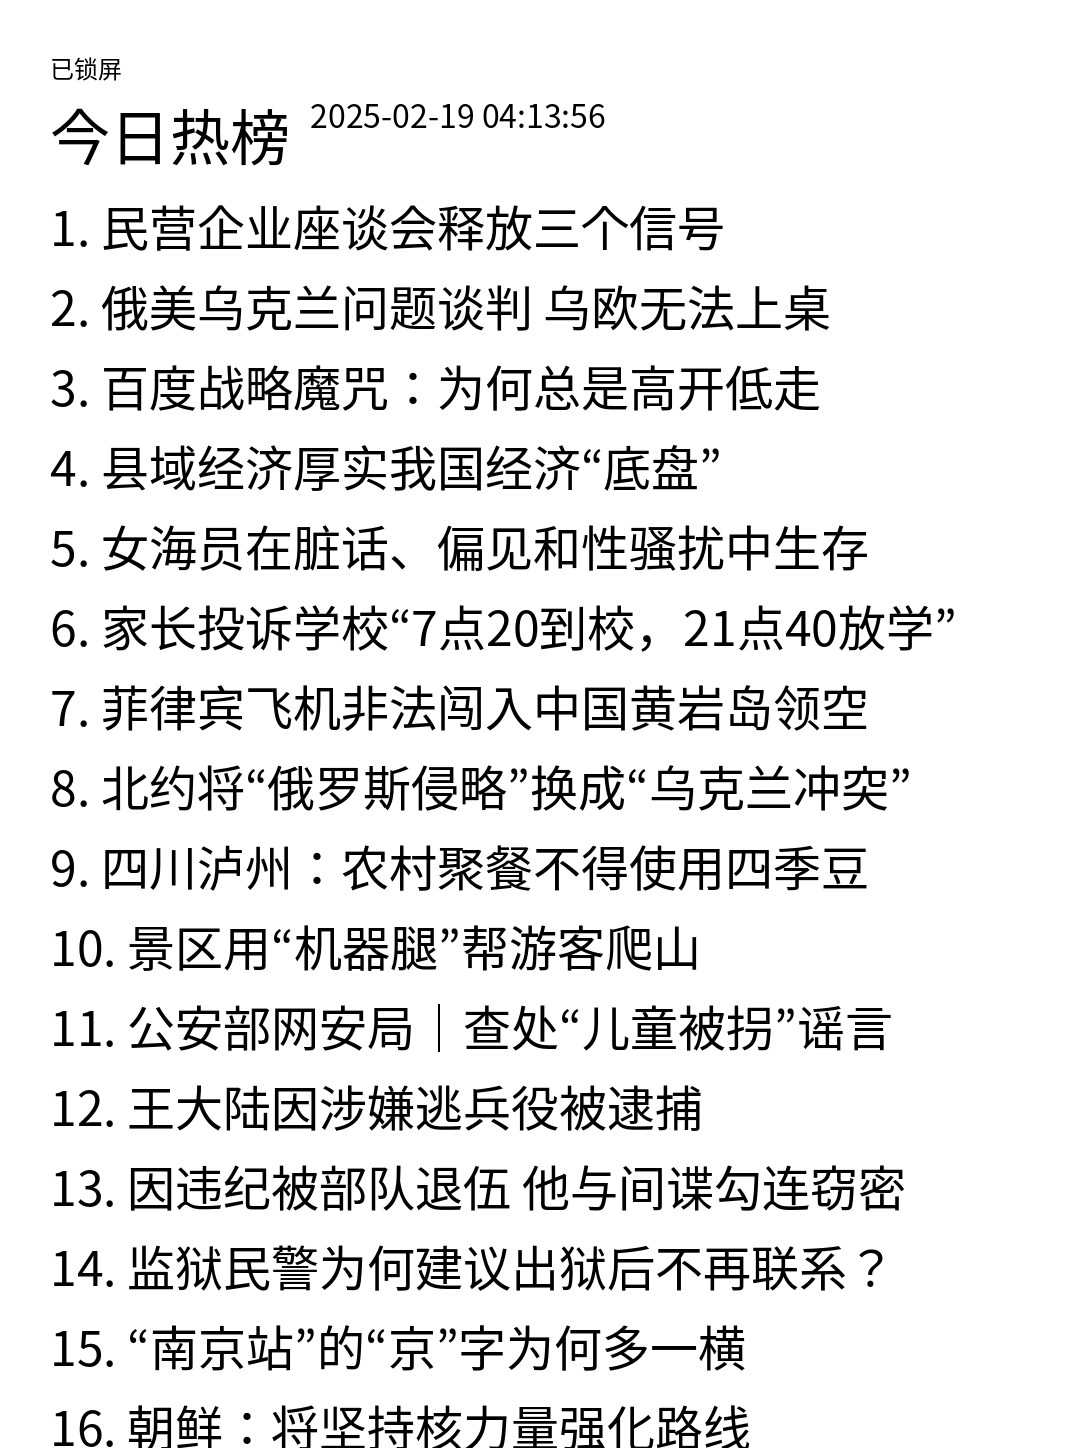 已锁屏
今日热榜 2025-02-19 04:13:56
1. 民营企业座谈会释放三个信号
2. 俄美乌克兰问题谈判 乌欧无法上桌
3. 百度战略魔咒：为何总是高开低走
4. 县域经济厚实我国经济“底盘”
5. 女海员在脏话、偏见和性骚扰中生存
6. 家长投诉学校“7点20到校，21点40放学”
7. 菲律宾飞机非法闯入中国黄岩岛领空
8. 北约将“俄罗斯侵略”换成“乌克兰冲突”
9. 四川泸州：农村聚餐不得使用四季豆
10. 景区用“机器腿”帮游客爬山
11. 公安部网安局｜查处“儿童被拐”谣言
12. 王大陆因涉嫌逃兵役被逮捕
13. 因违纪被部队退伍 他与间谍勾连窃密
14. 监狱民警为何建议出狱后不再联系？
15. “南京站”的“京”字为何多一横
16. 朝鲜：将坚持核力量强化路线